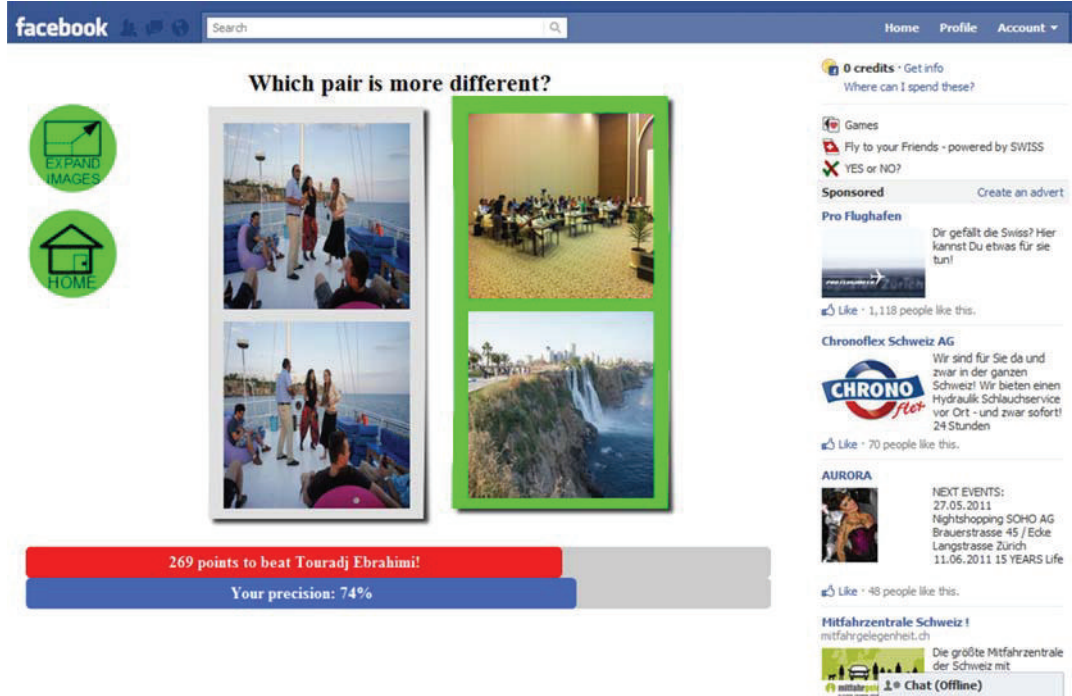 facebook
Search
Home Profile Account
0 credits · Get info
Where can I spend these?
Which pair is more different?
EXPAND
IMAGES
HOME
Games
Fly to your Friends - powered by SWISS
YES or NO?
Sponsored Create an advert
Pro Flughafen
Dir gefällt die Swiss? Hier
kannst Du etwas für sie
tun!
PRO FLUGHAFEN Zürich
Like · 1,118 people like this.
Chronoflex Schweiz AG
Wir sind für Sie da und
zwar in der ganzen
Schweiz! Wir bieten einen
Hydraulik Schlauchservice
vor Ort - und zwar sofort!
24 Stunden
CHRONO
flex
Like · 70 people like this.
AURORA
NEXT EVENTS:
27.05.2011
Nightshopping SOHO AG
Brauerstrasse 45 / Ecke
Langstrasse Zürich
11.06.2011 15 YEARS Life
Like · 48 people like this.
269 points to beat Touradj Ebrahimi!
Your precision: 74%
Mitfahrzentrale Schweiz !
mitfahrgelegenheit.ch
Die größte Mitfahrzentrale
der Schweiz mit
Chat (Offline)